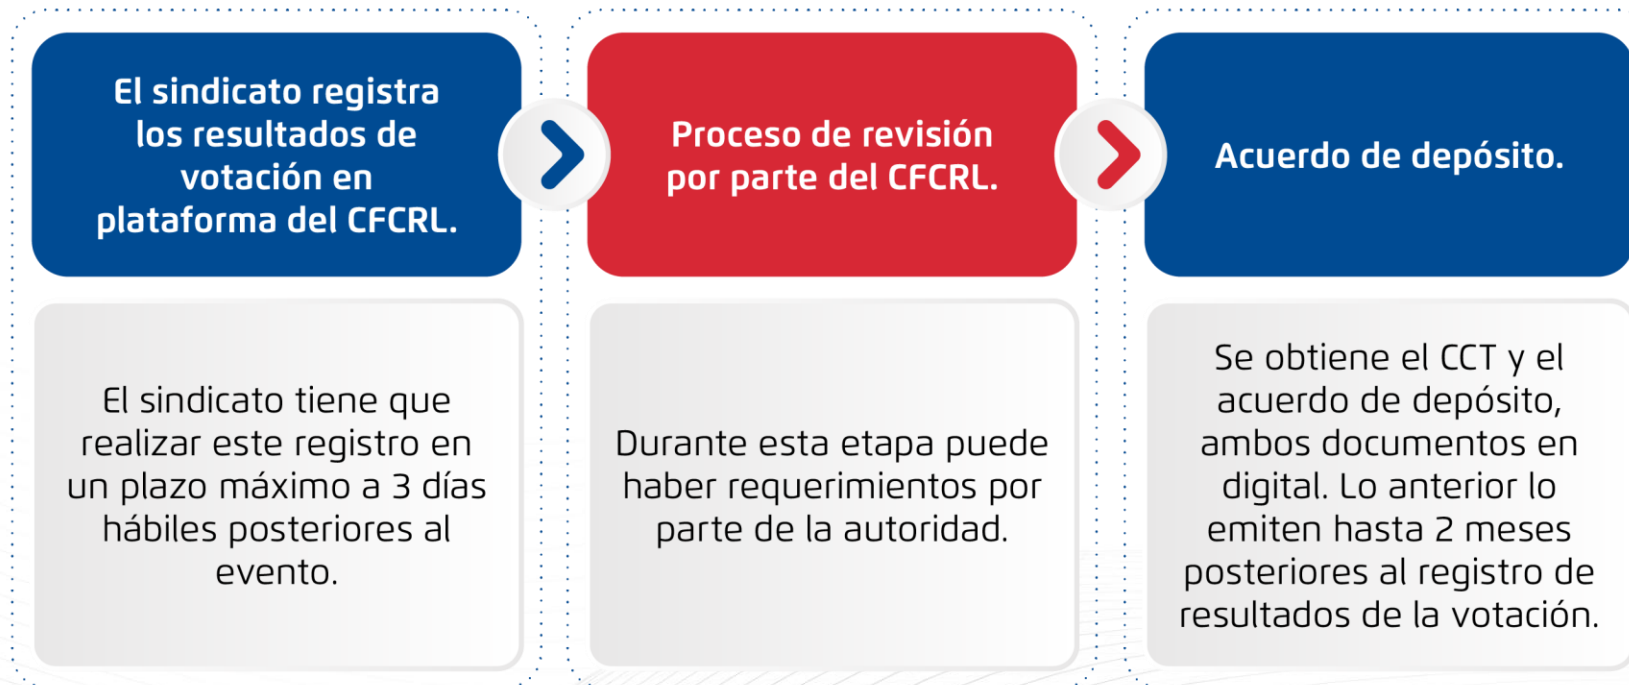 El sindicato registra
los resultados de
votación en
plataforma del CFCRL.
El sindicato tiene que
realizar este registro en
un plazo máximo a 3 días
hábiles posteriores al
evento.
Proceso de revisión
por parte del CFCRL.
Durante esta etapa puede
haber requerimientos por
parte de la autoridad.
Acuerdo de depósito.
Se obtiene el CCT y el
acuerdo de depósito,
ambos documentos en
digital. Lo anterior lo
emiten hasta 2 meses
posteriores al registro de
resultados de la votación.